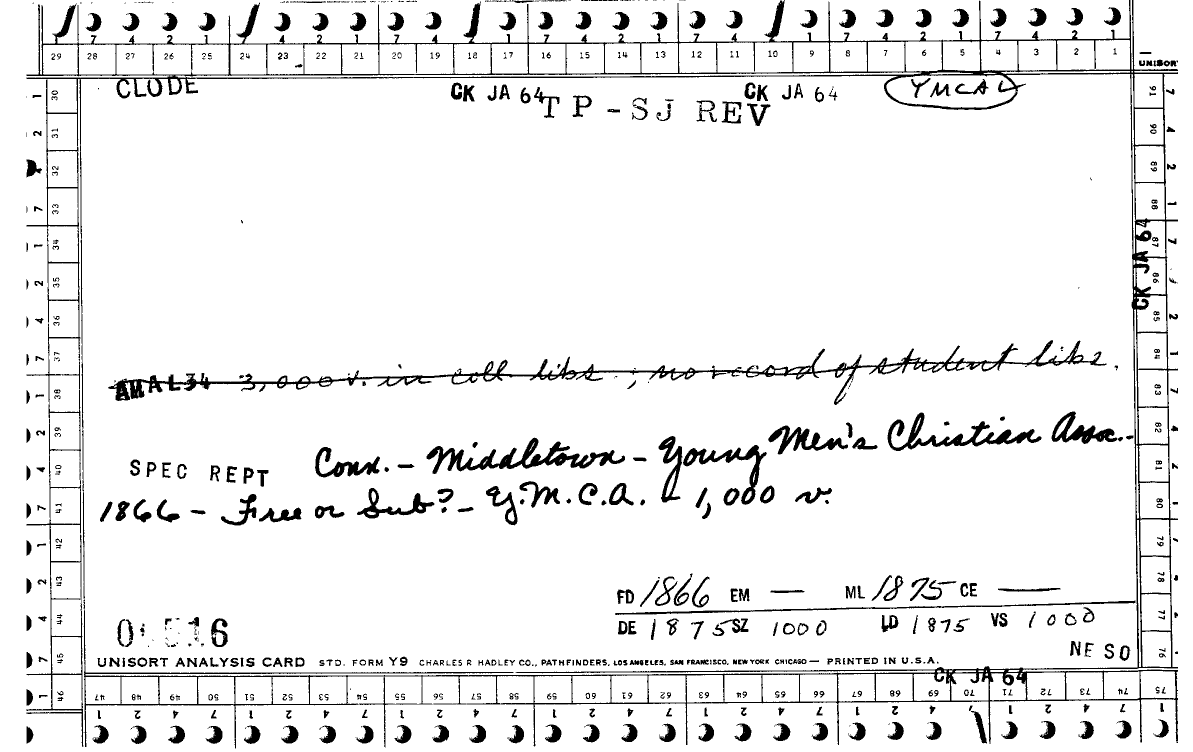 7 4 2 1 7 4 2 1 7 4 2 1 7 4 2 1 7 4 2 1 7 4 2 1
29 28 27 26 25 24 23 22 21 20 19 18 17 16 15 14 13 12 11 10 9 8 7 6 5 4 3 2 1
UNISORT
CLODE CK JA 64 CK JA 64 YMCAL
TP-SJ REV
CK JA 64
AMAL34 3,000 v. in coll. libs.; no record of student libs.
SPEC REPT Conn. - Middletown - Young Men's Christian Assoc. -
1866 - Free or Sub? - Y.M.C.A. - 1,000 v.
FD 1866 EM — ML 1875 CE —
DE 1875 SZ 1000 LD 1875 VS 1000
516
NE SO
UNISORT ANALYSIS CARD STD. FORM Y9 CHARLES R HADLEY CO., PATHFINDERS, LOS ANGELES, SAN FRANCISCO, NEW YORK CHICAGO — PRINTED IN U.S.A.
CK JA 64
30 31 32 33 34 35 36 37 38 39 40 41 42 43 44 45 46
47 48 49 50 51 52 53 54 55 56 57 58 59 60 61 62 63 64 65 66 67 68 69 70 71 72 73 74 75
91 90 89 88 87 86 85 84 83 82 81 80 79 78 77 76